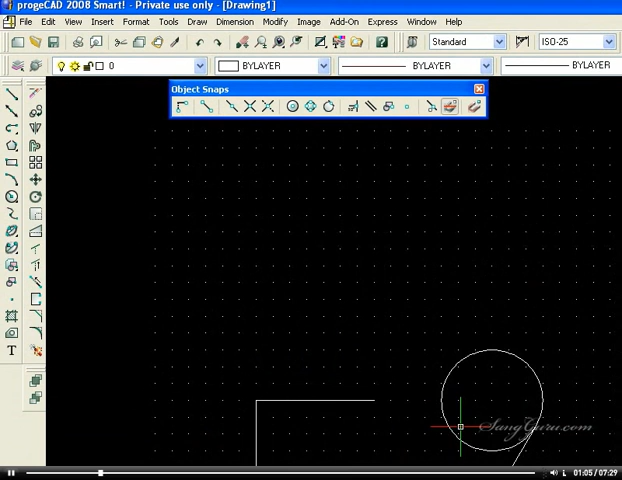 progeCAD 2008 Smart! - Private use only - [Drawing1]
File Edit View Insert Format Tools Draw Dimension Modify Image Add-On Express Window Help
Standard ISO-25
0 BYLAYER BYLAYER BYLAYER
Object Snaps
T
SangGuru.com
01:05 / 07:29